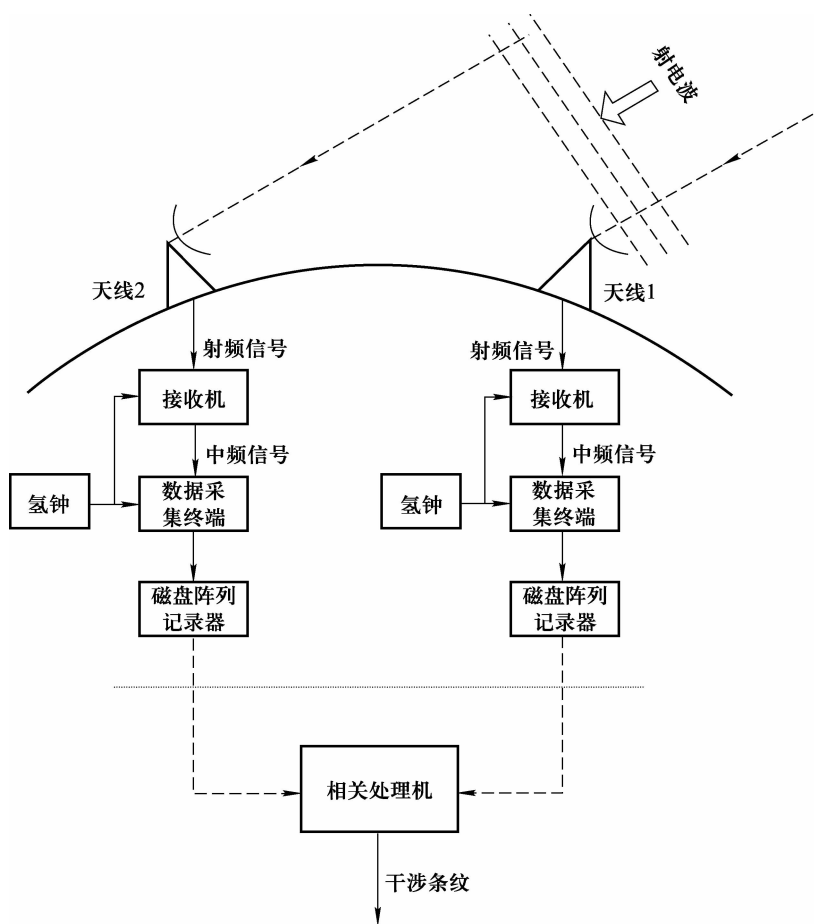 射电波
天线2
天线1
射频信号
射频信号
接收机
接收机
中频信号
中频信号
氢钟
数据采
集终端
氢钟
数据采
集终端
磁盘阵列
记录器
磁盘阵列
记录器
相关处理机
干涉条纹